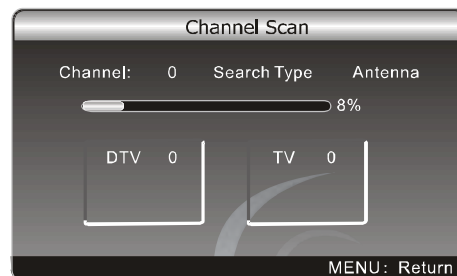 Channel Scan
Channel: 0 Search Type Antenna
8%
DTV 0 TV 0
MENU: Return